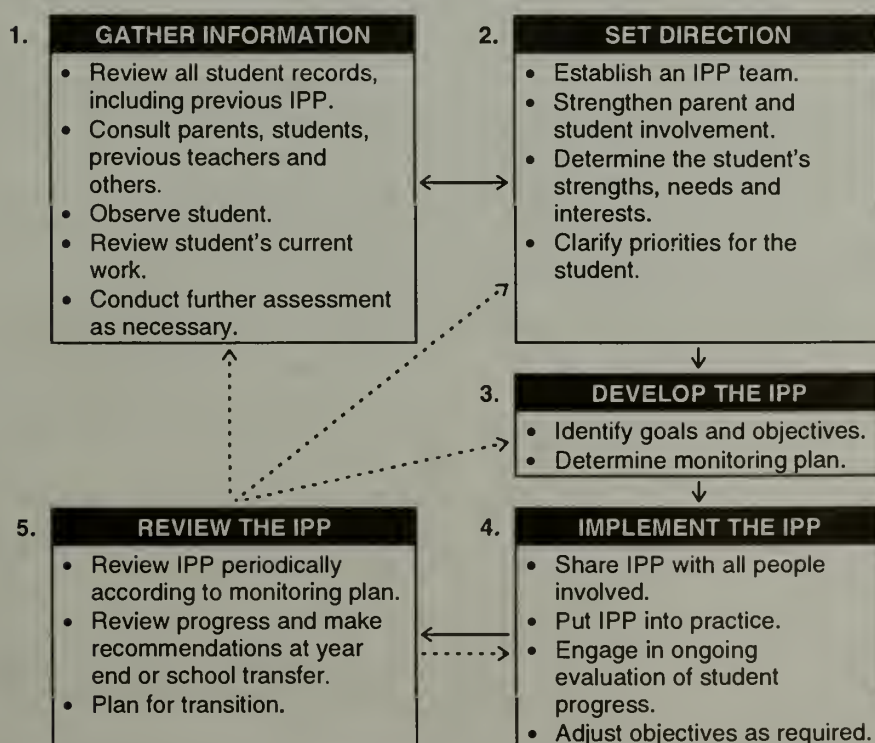 1. GATHER INFORMATION
• Review all student records,
including previous IPP.
• Consult parents, students,
previous teachers and
others.
• Observe student.
• Review student's current
work.
• Conduct further assessment
as necessary.
2. SET DIRECTION
• Establish an IPP team.
• Strengthen parent and
student involvement.
• Determine the student's
strengths, needs and
interests.
• Clarify priorities for the
student.
3. DEVELOP THE IPP
• Identify goals and objectives.
• Determine monitoring plan.
4. IMPLEMENT THE IPP
• Share IPP with all people
involved.
• Put IPP into practice.
• Engage in ongoing
evaluation of student
progress.
• Adjust objectives as required.
5. REVIEW THE IPP
• Review IPP periodically
according to monitoring plan.
• Review progress and make
recommendations at year
end or school transfer.
• Plan for transition.